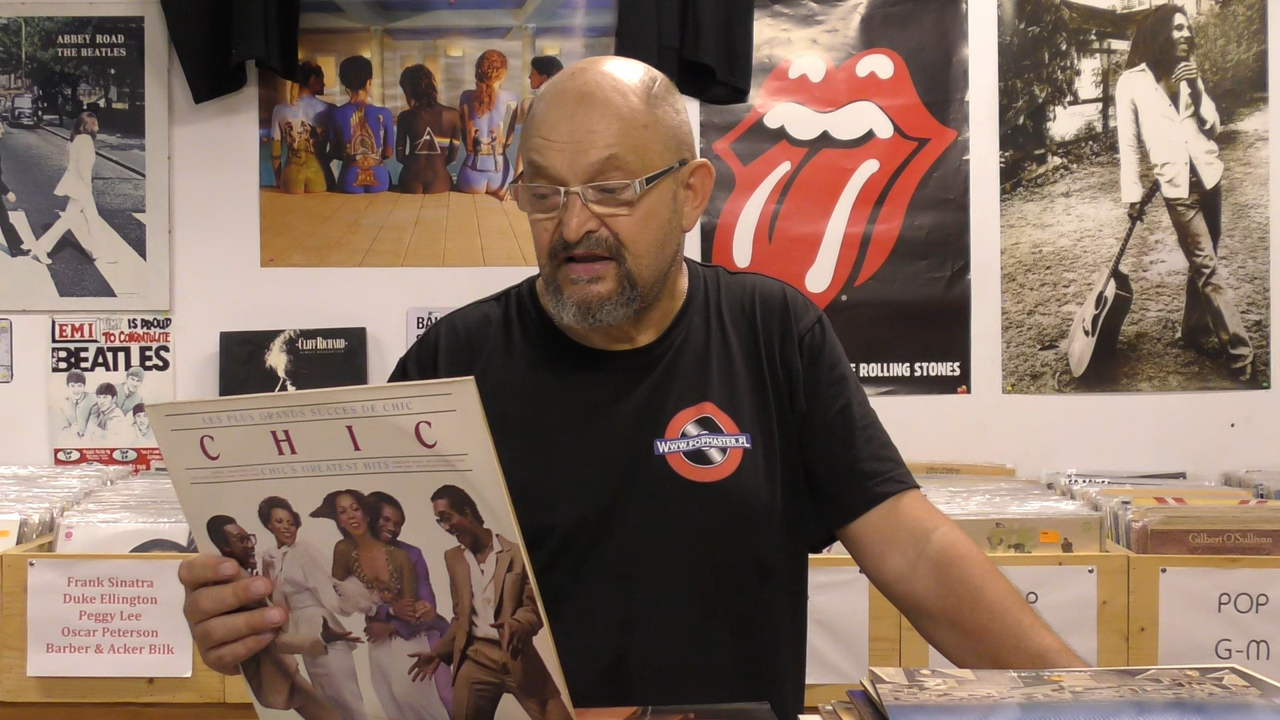 ABBEY ROAD
THE BEATLES
EMI
IS PROUD
TO CONGRATULATE
BEATLES
CLIFF RICHARD
LES PLUS GRANDS SUCCES DE CHIC
CHIC
CHIC'S GREATEST HITS
WWW.POPMASTER.PL
ROLLING STONES
Frank Sinatra
Duke Ellington
Peggy Lee
Oscar Peterson
Barber & Acker Bilk
Gilbert O'Sullivan
POP
G-M